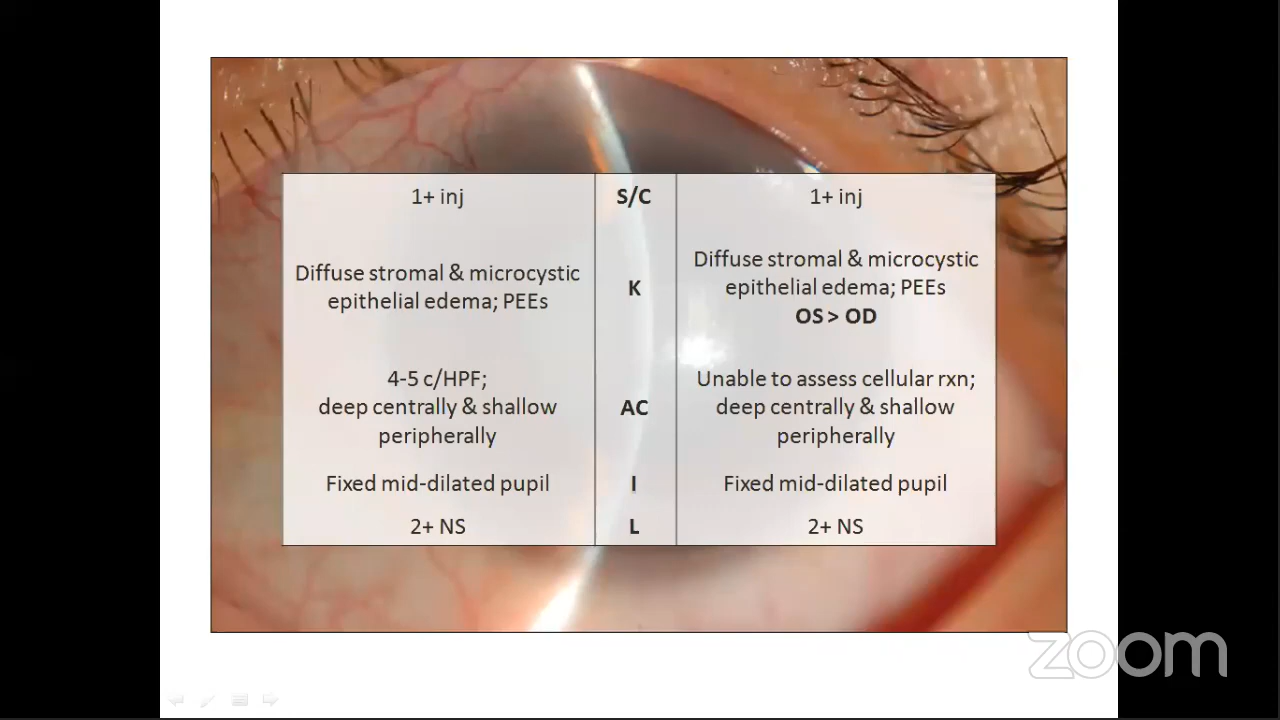 1+ inj S/C 1+ inj
Diffuse stromal & microcystic
epithelial edema; PEEs
K
Diffuse stromal & microcystic
epithelial edema; PEEs
OS > OD
4-5 c/HPF;
deep centrally & shallow
peripherally
AC
Unable to assess cellular rxn;
deep centrally & shallow
peripherally
Fixed mid-dilated pupil I Fixed mid-dilated pupil
2+ NS L 2+ NS
zoom